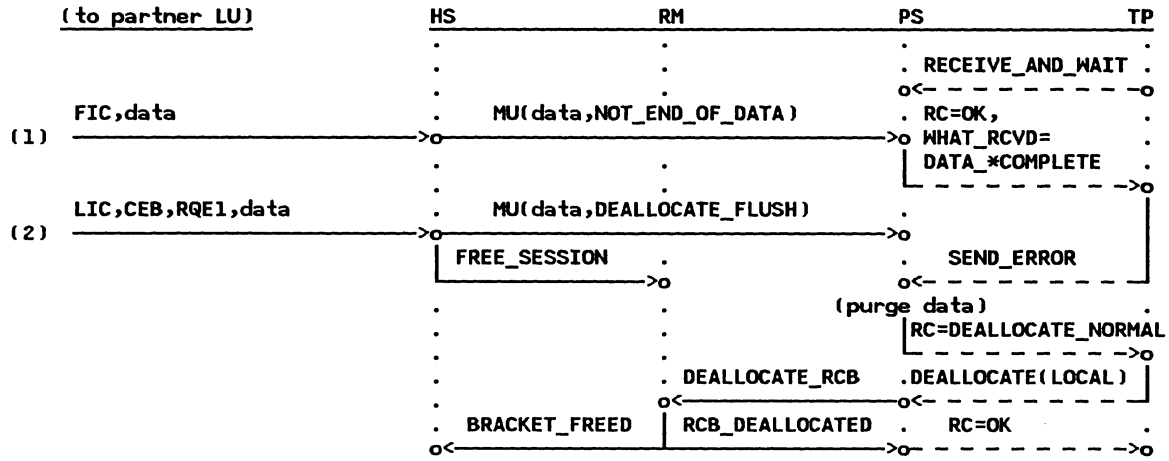 (to partner LU) HS RM PS TP
RECEIVE_AND_WAIT
FIC,data MU(data,NOT_END_OF_DATA) RC=OK,
(1) WHAT_RCVD=
DATA_*COMPLETE
LIC,CEB,RQE1,data MU(data,DEALLOCATE_FLUSH)
(2)
FREE_SESSION SEND_ERROR
(purge data)
RC=DEALLOCATE_NORMAL
DEALLOCATE_RCB DEALLOCATE(LOCAL)
BRACKET_FREED RCB_DEALLOCATED RC=OK